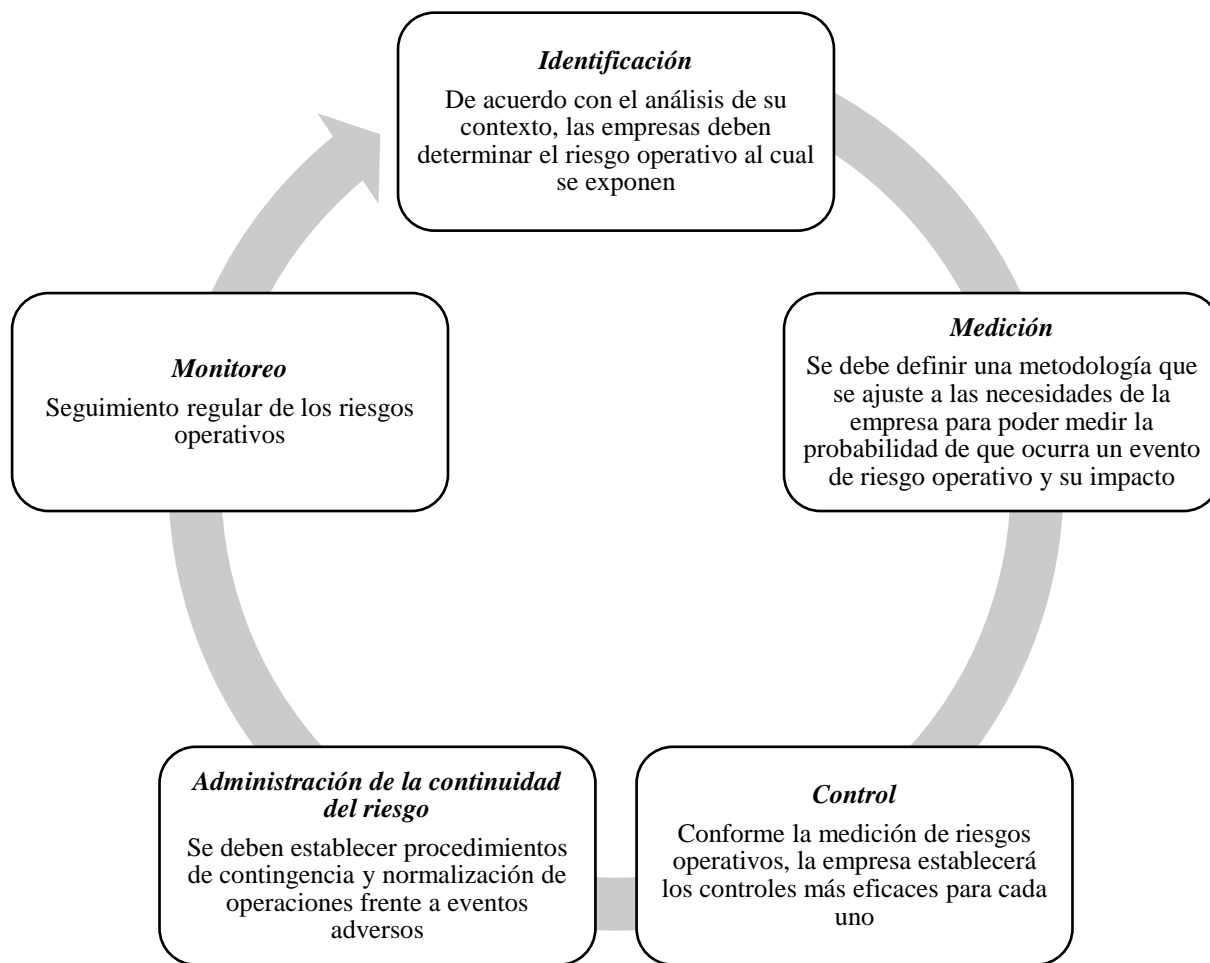 Identificación
De acuerdo con el análisis de su
contexto, las empresas deben
determinar el riesgo operativo al cual
se exponen
Medición
Se debe definir una metodología que
se ajuste a las necesidades de la
empresa para poder medir la
probabilidad de que ocurra un evento
de riesgo operativo y su impacto
Control
Conforme la medición de riesgos
operativos, la empresa establecerá
los controles más eficaces para cada
uno
Administración de la continuidad
del riesgo
Se deben establecer procedimientos
de contingencia y normalización de
operaciones frente a eventos
adversos
Monitoreo
Seguimiento regular de los riesgos
operativos